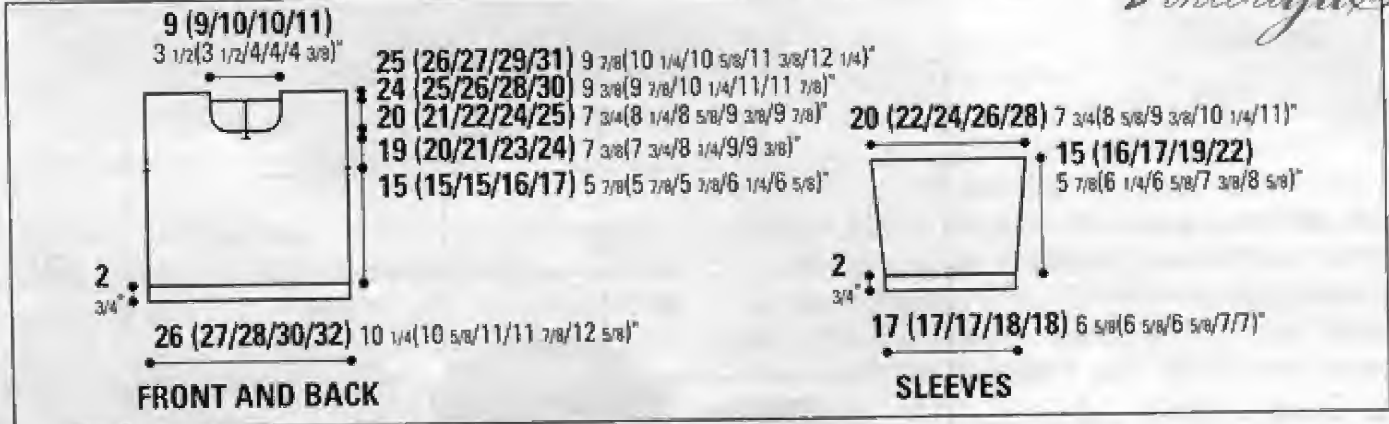 9 (9/10/10/11)
3 1/2(3 1/2/4/4/4 3/8)"
25 (26/27/29/31) 9 7/8(10 1/4/10 5/8/11 3/8/12 1/4)"
24 (25/26/28/30) 9 3/8(9 7/8/10 1/4/11/11 7/8)"
20 (21/22/24/25) 7 3/4(8 1/4/8 5/8/9 3/8/9 7/8)"
19 (20/21/23/24) 7 3/8(7 3/4/8 1/4/9/9 3/8)"
15 (15/15/16/17) 5 7/8(5 7/8/5 7/8/6 1/4/6 5/8)"
2
3/4"
26 (27/28/30/32) 10 1/4(10 5/8/11/11 7/8/12 5/8)"
FRONT AND BACK
20 (22/24/26/28) 7 3/4(8 5/8/9 3/8/10 1/4/11)"
15 (16/17/19/22)
5 7/8(6 1/4/6 5/8/7 3/8/8 5/8)"
2
3/4"
17 (17/17/18/18) 6 5/8(6 5/8/6 5/8/7/7)"
SLEEVES